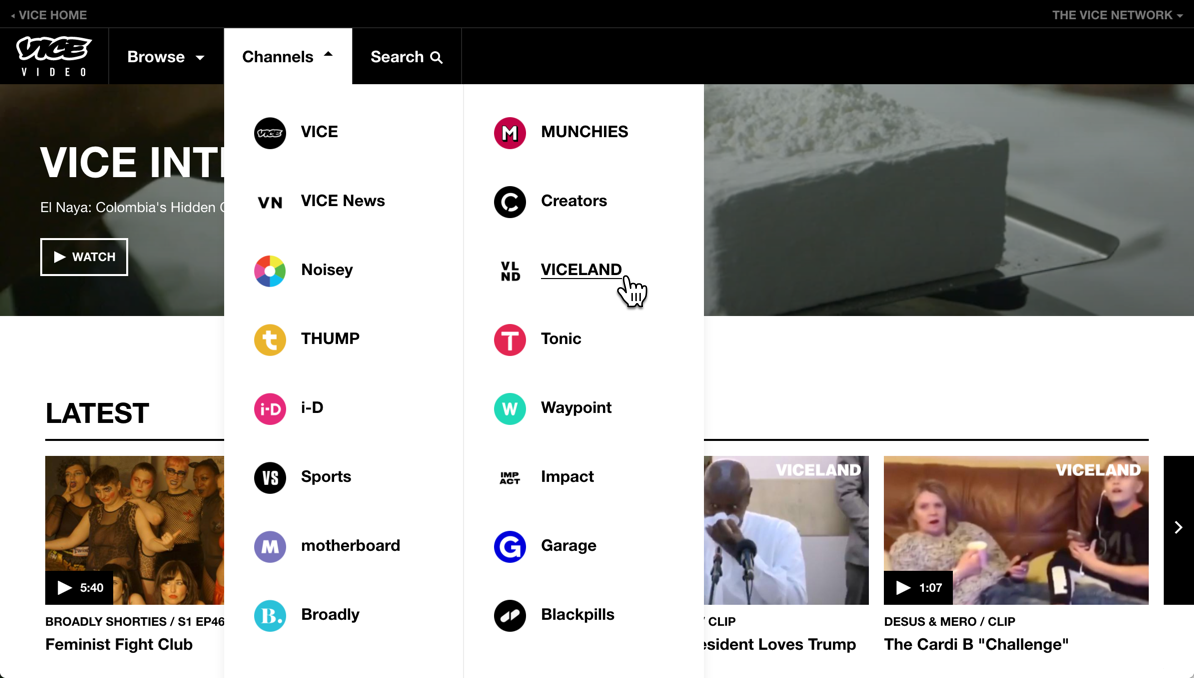 VICE HOME
THE VICE NETWORK
VICE
VIDEO
Browse
Channels
Search
VICE INT
El Naya: Colombia's Hidden
WATCH
VICE
VICE
VN
VICE News
Noisey
t
THUMP
i-D
i-D
VS
Sports
M
motherboard
B.
Broadly
M
MUNCHIES
C
Creators
VL
ND
VICELAND
T
Tonic
W
Waypoint
IMP
ACT
Impact
G
Garage
Blackpills
LATEST
5:40
BROADLY SHORTIES / S1 EP46
Feminist Fight Club
VICELAND
/ CLIP
esident Loves Trump
VICELAND
1:07
DESUS & MERO / CLIP
The Cardi B "Challenge"